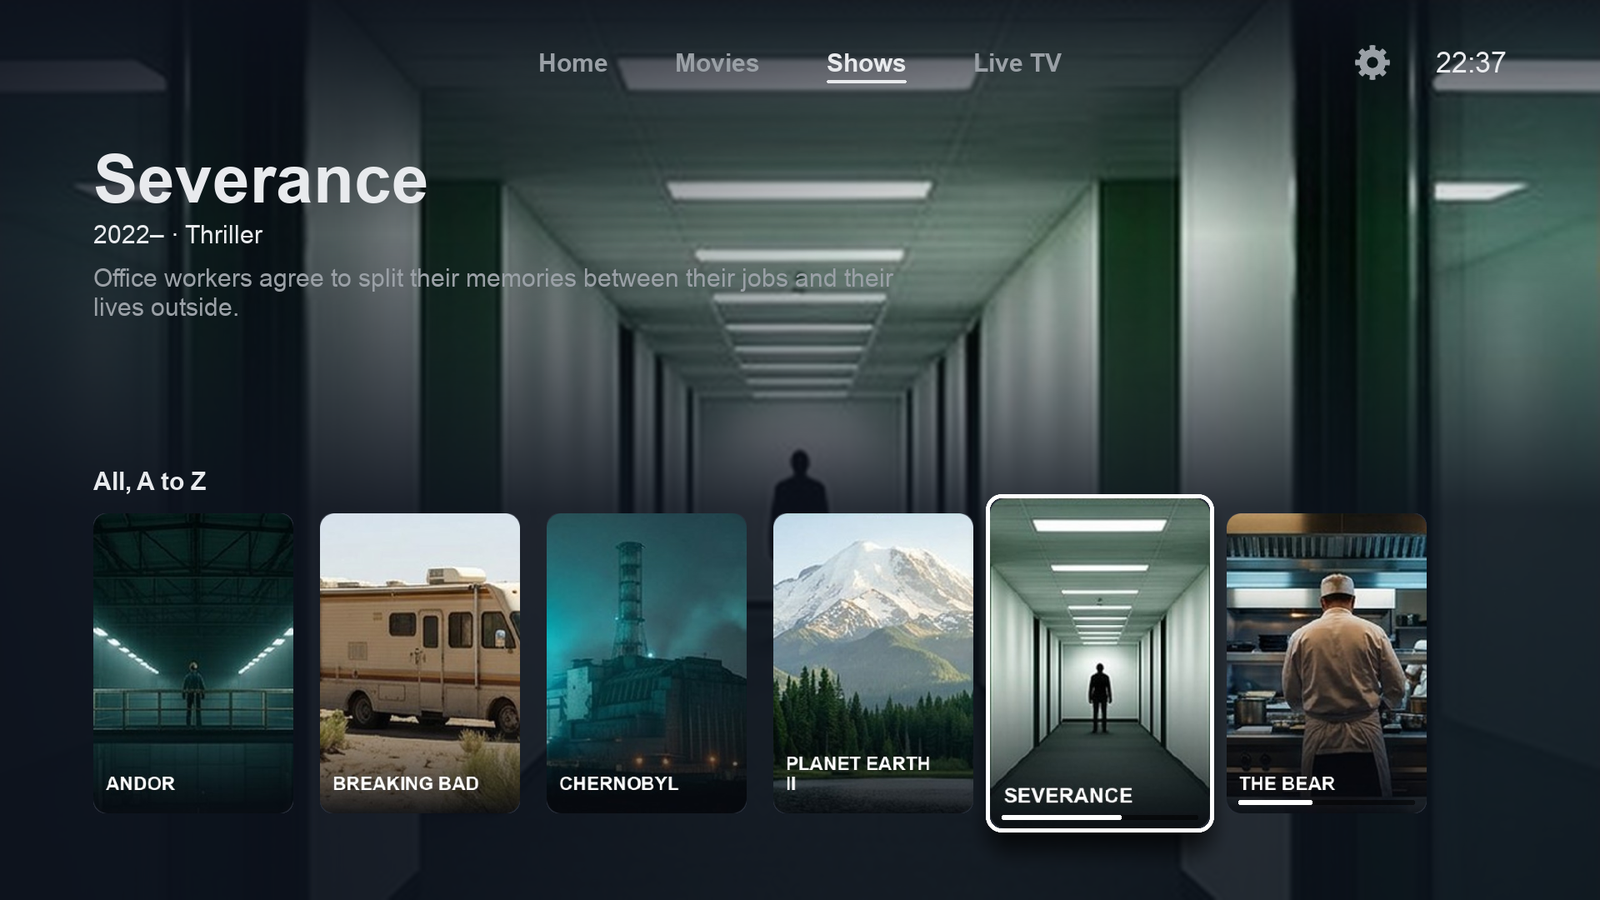 Home Movies Shows Live TV 22:37
Severance
2022– · Thriller
Office workers agree to split their memories between their jobs and their
lives outside.
All, A to Z
ANDOR
BREAKING BAD
CHERNOBYL
PLANET EARTH
II
SEVERANCE
THE BEAR